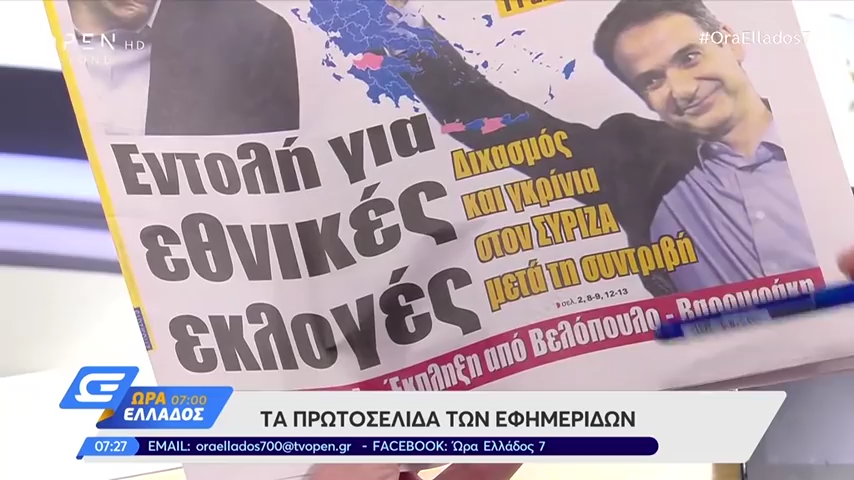 OPEN HD
#OraEllados7
Εντολή για
εθνικές
εκλογές
Διχασμός
και γκρίνια
στον ΣΥΡΙΖΑ
μετά τη συντριβή
σελ. 2, 8-9, 12-13
Έκπληξη από Βελόπουλο - Βαρουφάκη
ΩΡΑ 07:00
ΕΛΛΑΔΟΣ
ΤΑ ΠΡΩΤΟΣΕΛΙΔΑ ΤΩΝ ΕΦΗΜΕΡΙΔΩΝ
07:27 EMAIL: oraellados700@tvopen.gr - FACEBOOK: Ώρα Ελλάδος 7